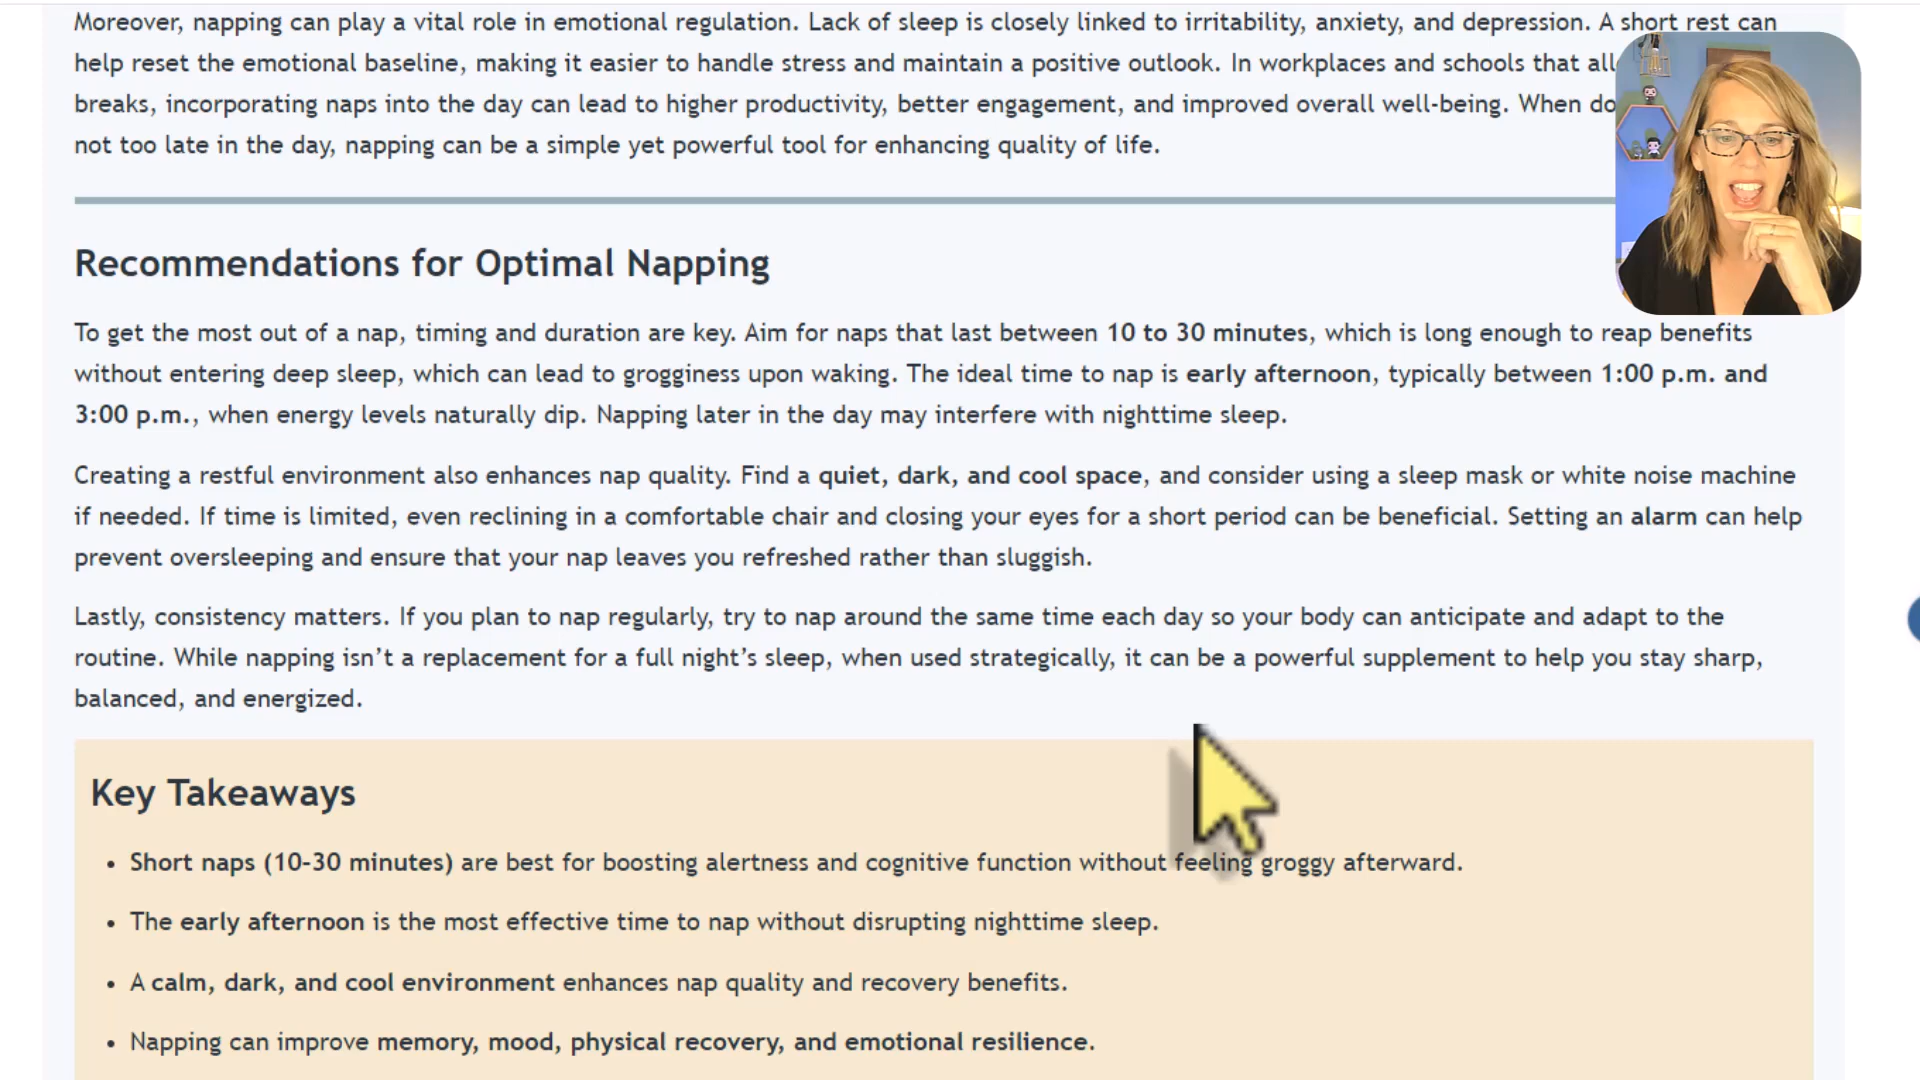 Moreover, napping can play a vital role in emotional regulation. Lack of sleep is closely linked to irritability, anxiety, and depression. A short rest can
help reset the emotional baseline, making it easier to handle stress and maintain a positive outlook. In workplaces and schools that
breaks, incorporating naps into the day can lead to higher productivity, better engagement, and improved overall well-being. When
not too late in the day, napping can be a simple yet powerful tool for enhancing quality of life.
Recommendations for Optimal Napping
To get the most out of a nap, timing and duration are key. Aim for naps that last between 10 to 30 minutes, which is long enough to reap benefits
without entering deep sleep, which can lead to grogginess upon waking. The ideal time to nap is early afternoon, typically between 1:00 p.m. and
3:00 p.m., when energy levels naturally dip. Napping later in the day may interfere with nighttime sleep.
Creating a restful environment also enhances nap quality. Find a quiet, dark, and cool space, and consider using a sleep mask or white noise machine
if needed. If time is limited, even reclining in a comfortable chair and closing your eyes for a short period can be beneficial. Setting an alarm can help
prevent oversleeping and ensure that your nap leaves you refreshed rather than sluggish.
Lastly, consistency matters. If you plan to nap regularly, try to nap around the same time each day so your body can anticipate and adapt to the
routine. While napping isn’t a replacement for a full night’s sleep, when used strategically, it can be a powerful supplement to help you stay sharp,
balanced, and energized.
Key Takeaways
• Short naps (10–30 minutes) are best for boosting alertness and cognitive function without feeling groggy afterward.
• The early afternoon is the most effective time to nap without disrupting nighttime sleep.
• A calm, dark, and cool environment enhances nap quality and recovery benefits.
• Napping can improve memory, mood, physical recovery, and emotional resilience.